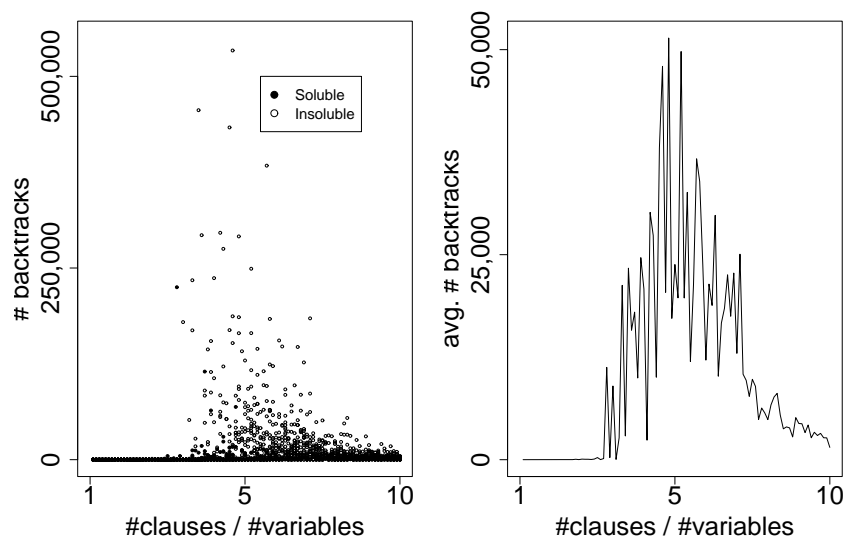 # backtracks
500,000
250,000
0
Soluble
Insoluble
1
5
10
#clauses / #variables
avg. # backtracks
50,000
25,000
0
1
5
10
#clauses / #variables